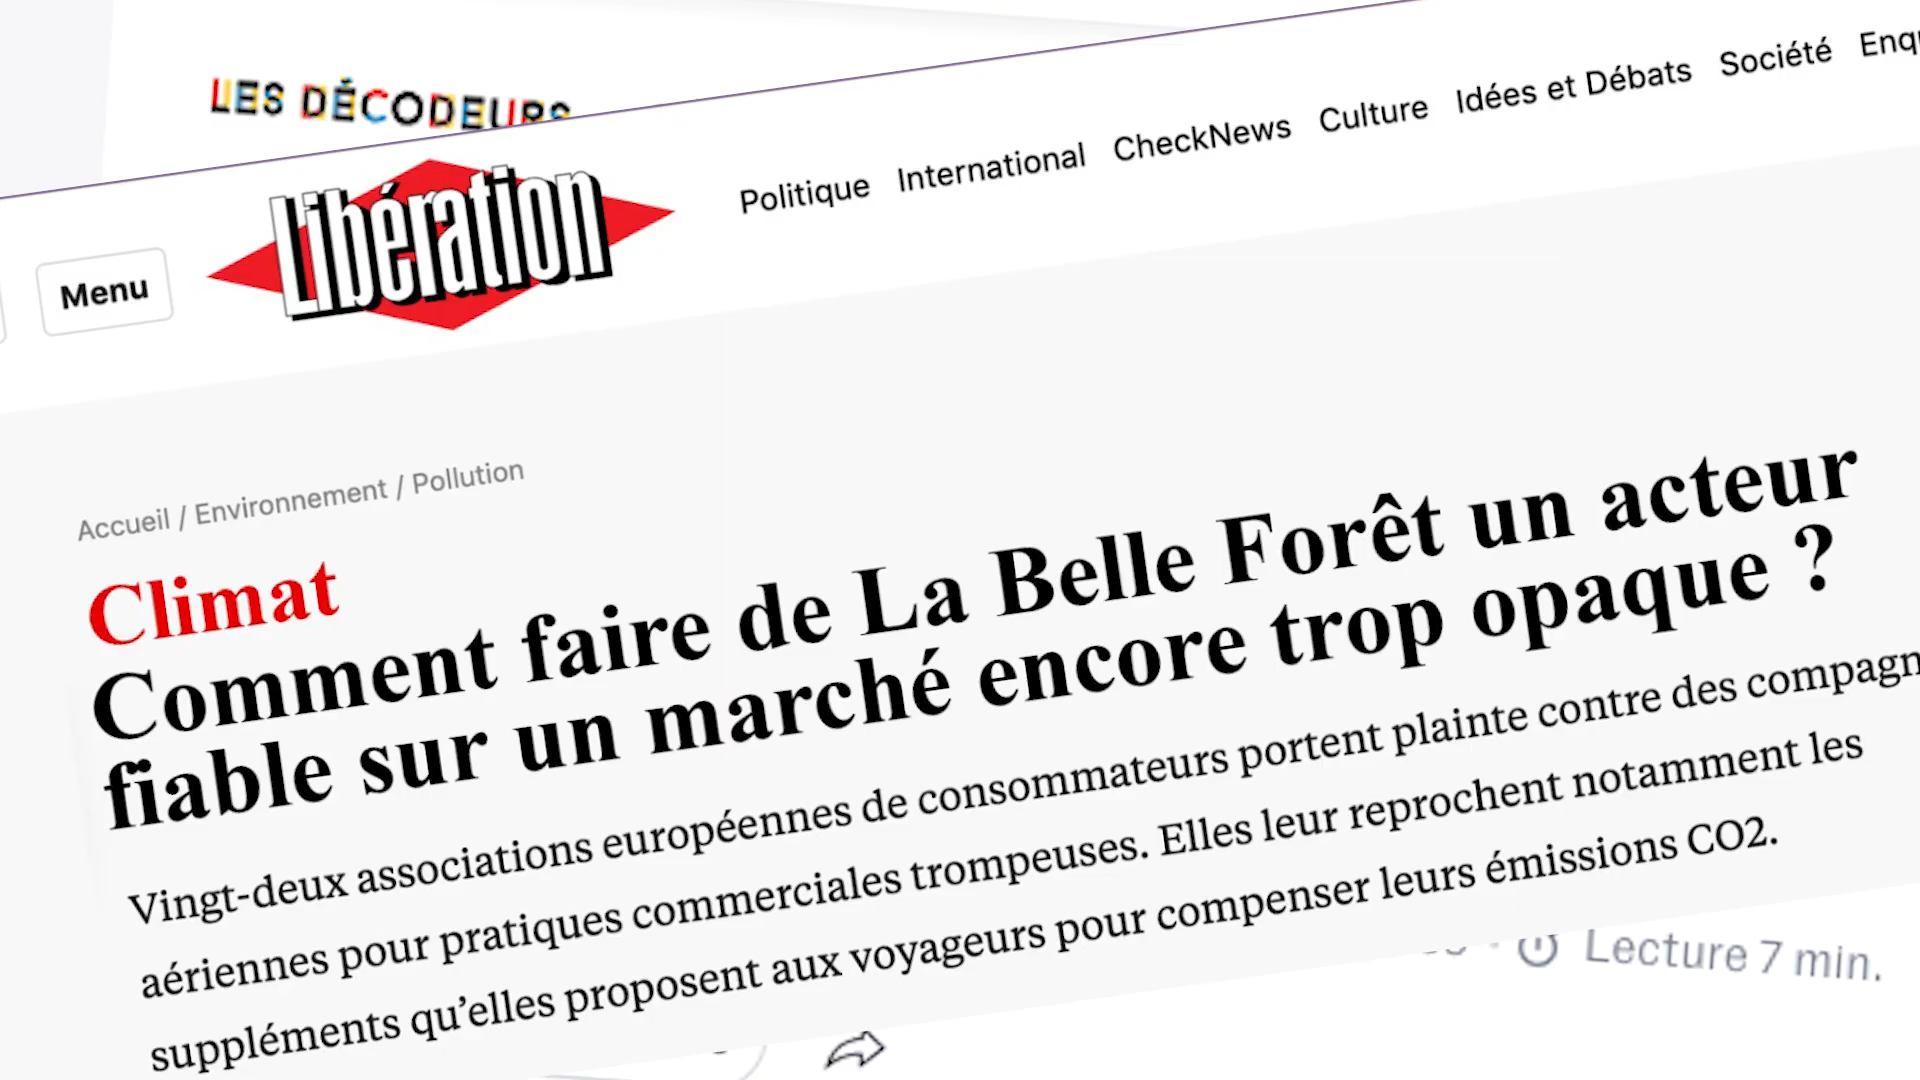 LES DÉCODEURS
Politique International CheckNews Culture Idées et Débats Société
Menu
Libération
Accueil / Environnement / Pollution
Climat
Comment faire de La Belle Forêt un acteur
fiable sur un marché encore trop opaque ?
Vingt-deux associations européennes de consommateurs portent plainte contre des
aériennes pour pratiques commerciales trompeuses. Elles leur reprochent notamment les
suppléments qu’elles proposent aux voyageurs pour compenser leurs émissions CO2.
Lecture 7 min.